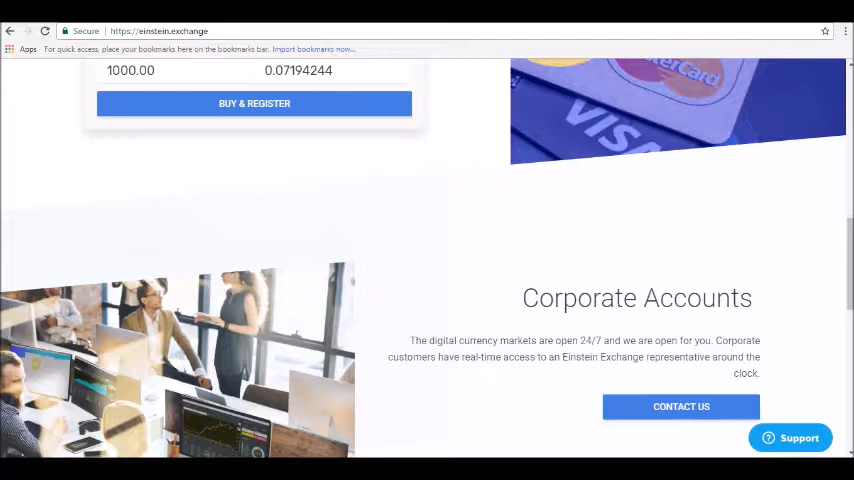 Secure https://einstein.exchange
Apps For quick access, place your bookmarks here on the bookmarks bar. Import bookmarks now...
1000.00 0.07194244
BUY & REGISTER
MasterCard
VISA
Corporate Accounts
The digital currency markets are open 24/7 and we are open for you. Corporate
customers have real-time access to an Einstein Exchange representative around the
clock.
CONTACT US
Support